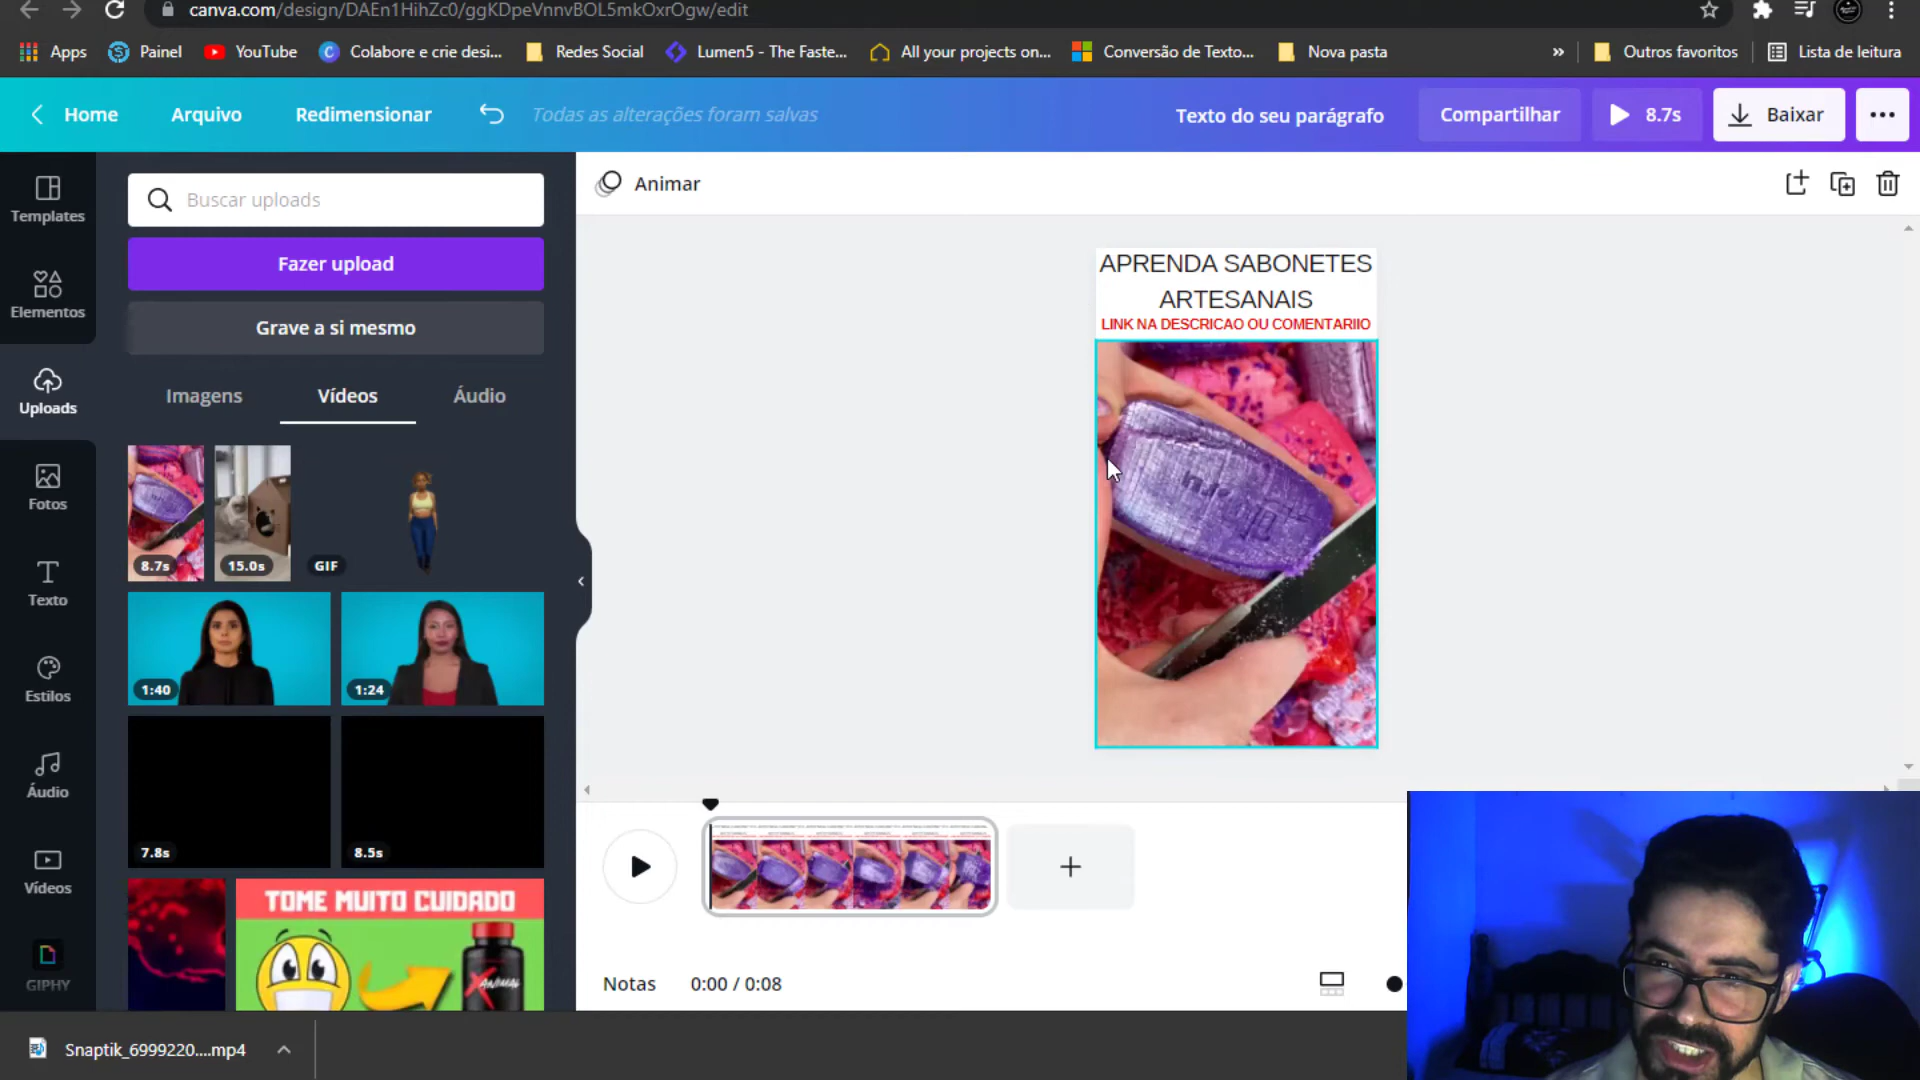 canva.com/design/DAEn1HihZc0/ggKDpeVnnvBOL5mkOxrOgw/edit
Apps
Painel
YouTube
Colabore e crie desi...
Redes Social
Lumen5 - The Faste...
All your projects on...
Conversão de Texto...
Nova pasta
»
Outros favoritos
Lista de leitura
Home
Arquivo
Redimensionar
Todas as alterações foram salvas
Texto do seu parágrafo
Compartilhar
8.7s
Baixar
Templates
Elementos
Uploads
Fotos
Texto
Estilos
Áudio
Vídeos
GIPHY
Buscar uploads
Fazer upload
Grave a si mesmo
Imagens
Vídeos
Áudio
8.7s
15.0s
GIF
1:40
1:24
7.8s
8.5s
TOME MUITO CUIDADO
XANIMAL
Animar
APRENDA SABONETES
ARTESANAIS
LINK NA DESCRICAO OU COMENTARIIO
Notas
0:00 / 0:08
Snaptik_6999220....mp4